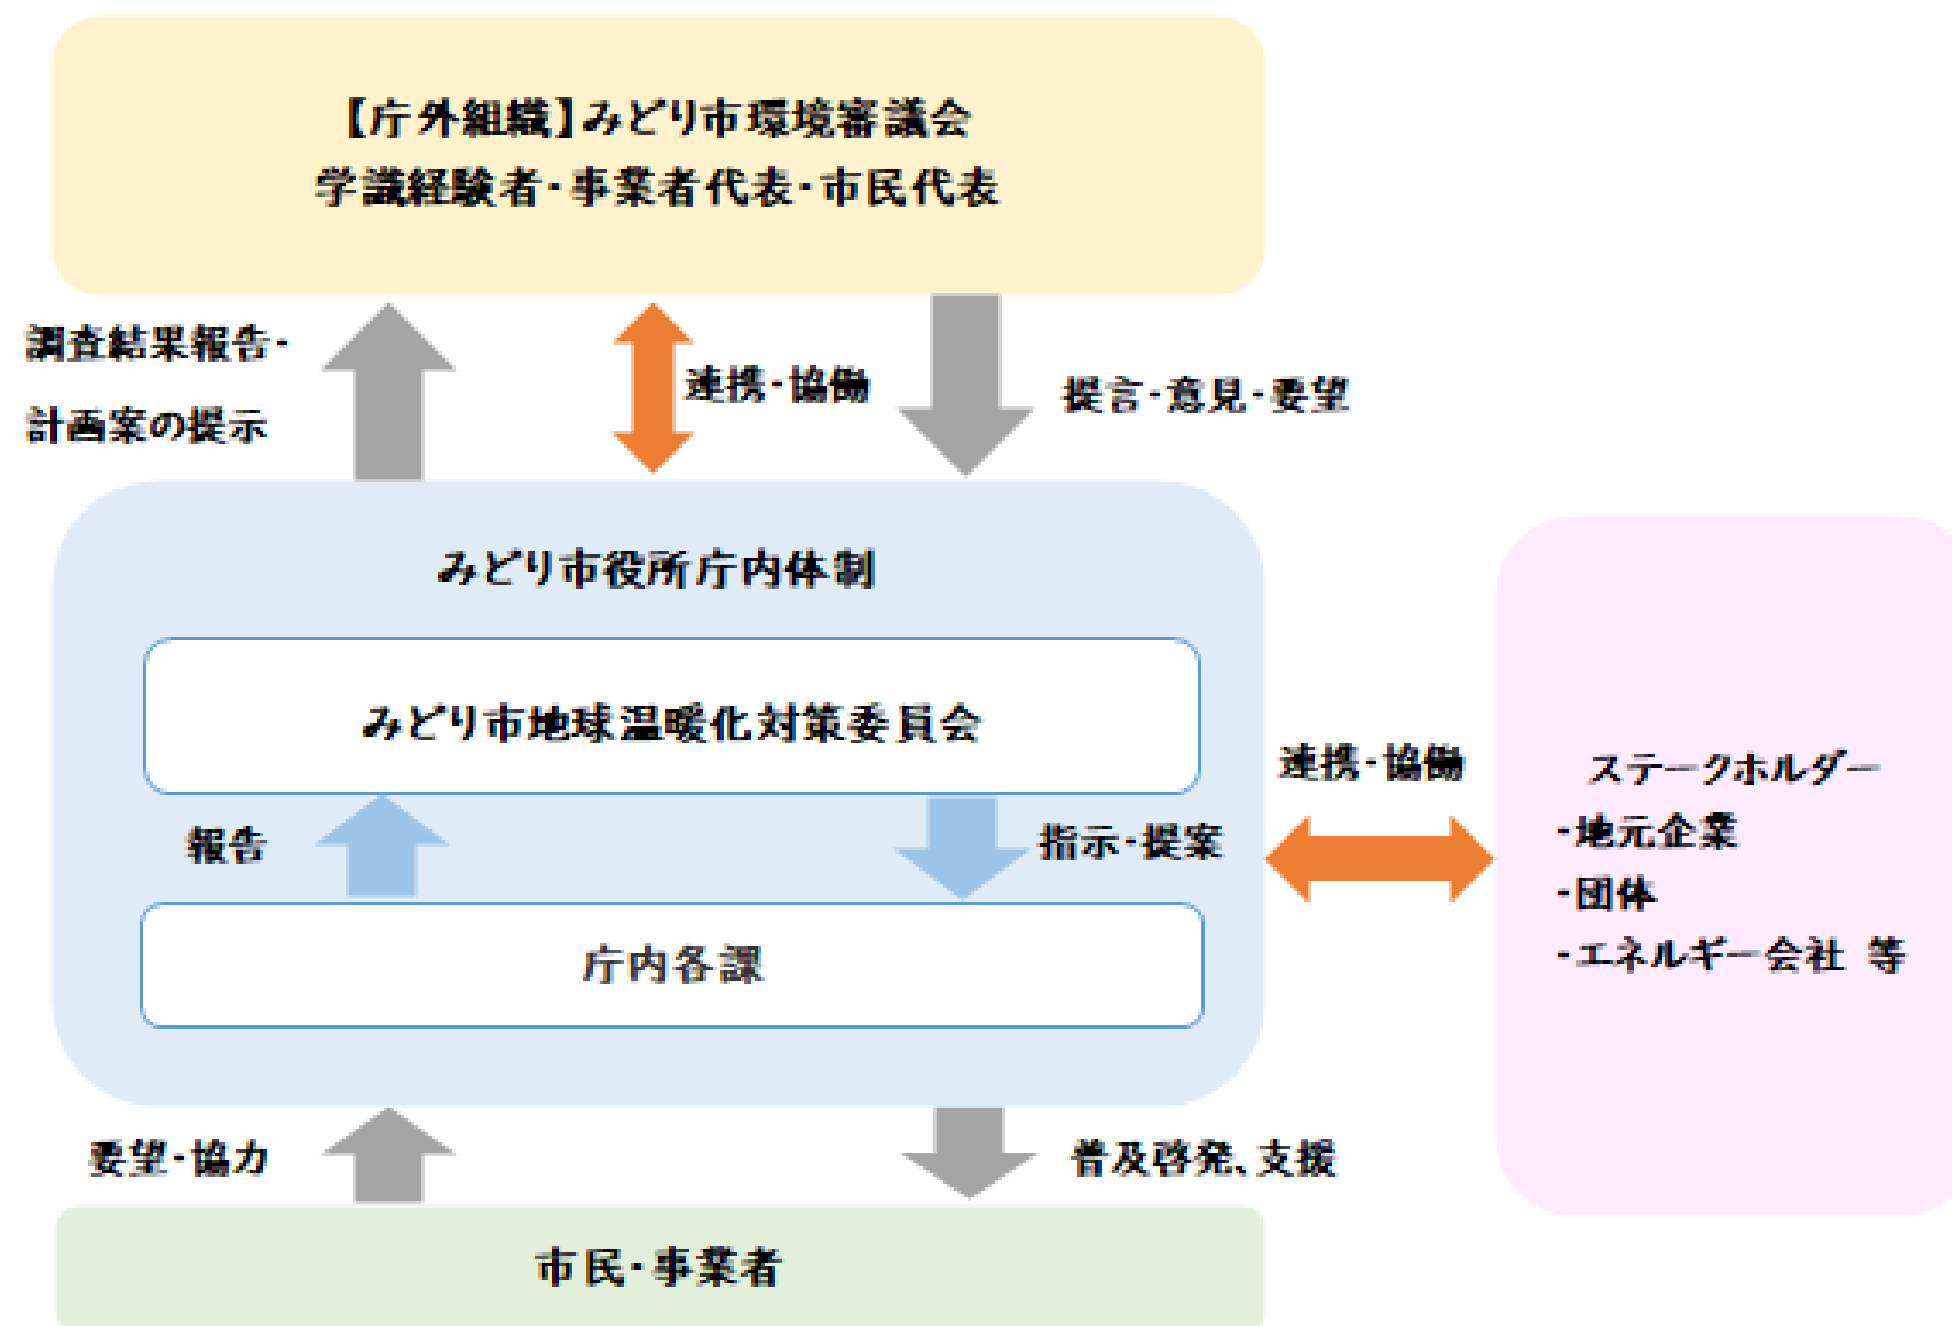 【庁外組織】みどり市環境審議会
学識経験者・事業者代表・市民代表
調査結果報告・
計画案の提示
連携・協働
提言・意見・要望
みどり市役所庁内体制
みどり市地球温暖化対策委員会
報告
指示・提案
庁内各課
連携・協働
ステークホルダー
・地元企業
・団体
・エネルギー会社 等
要望・協力
普及啓発、支援
市民・事業者